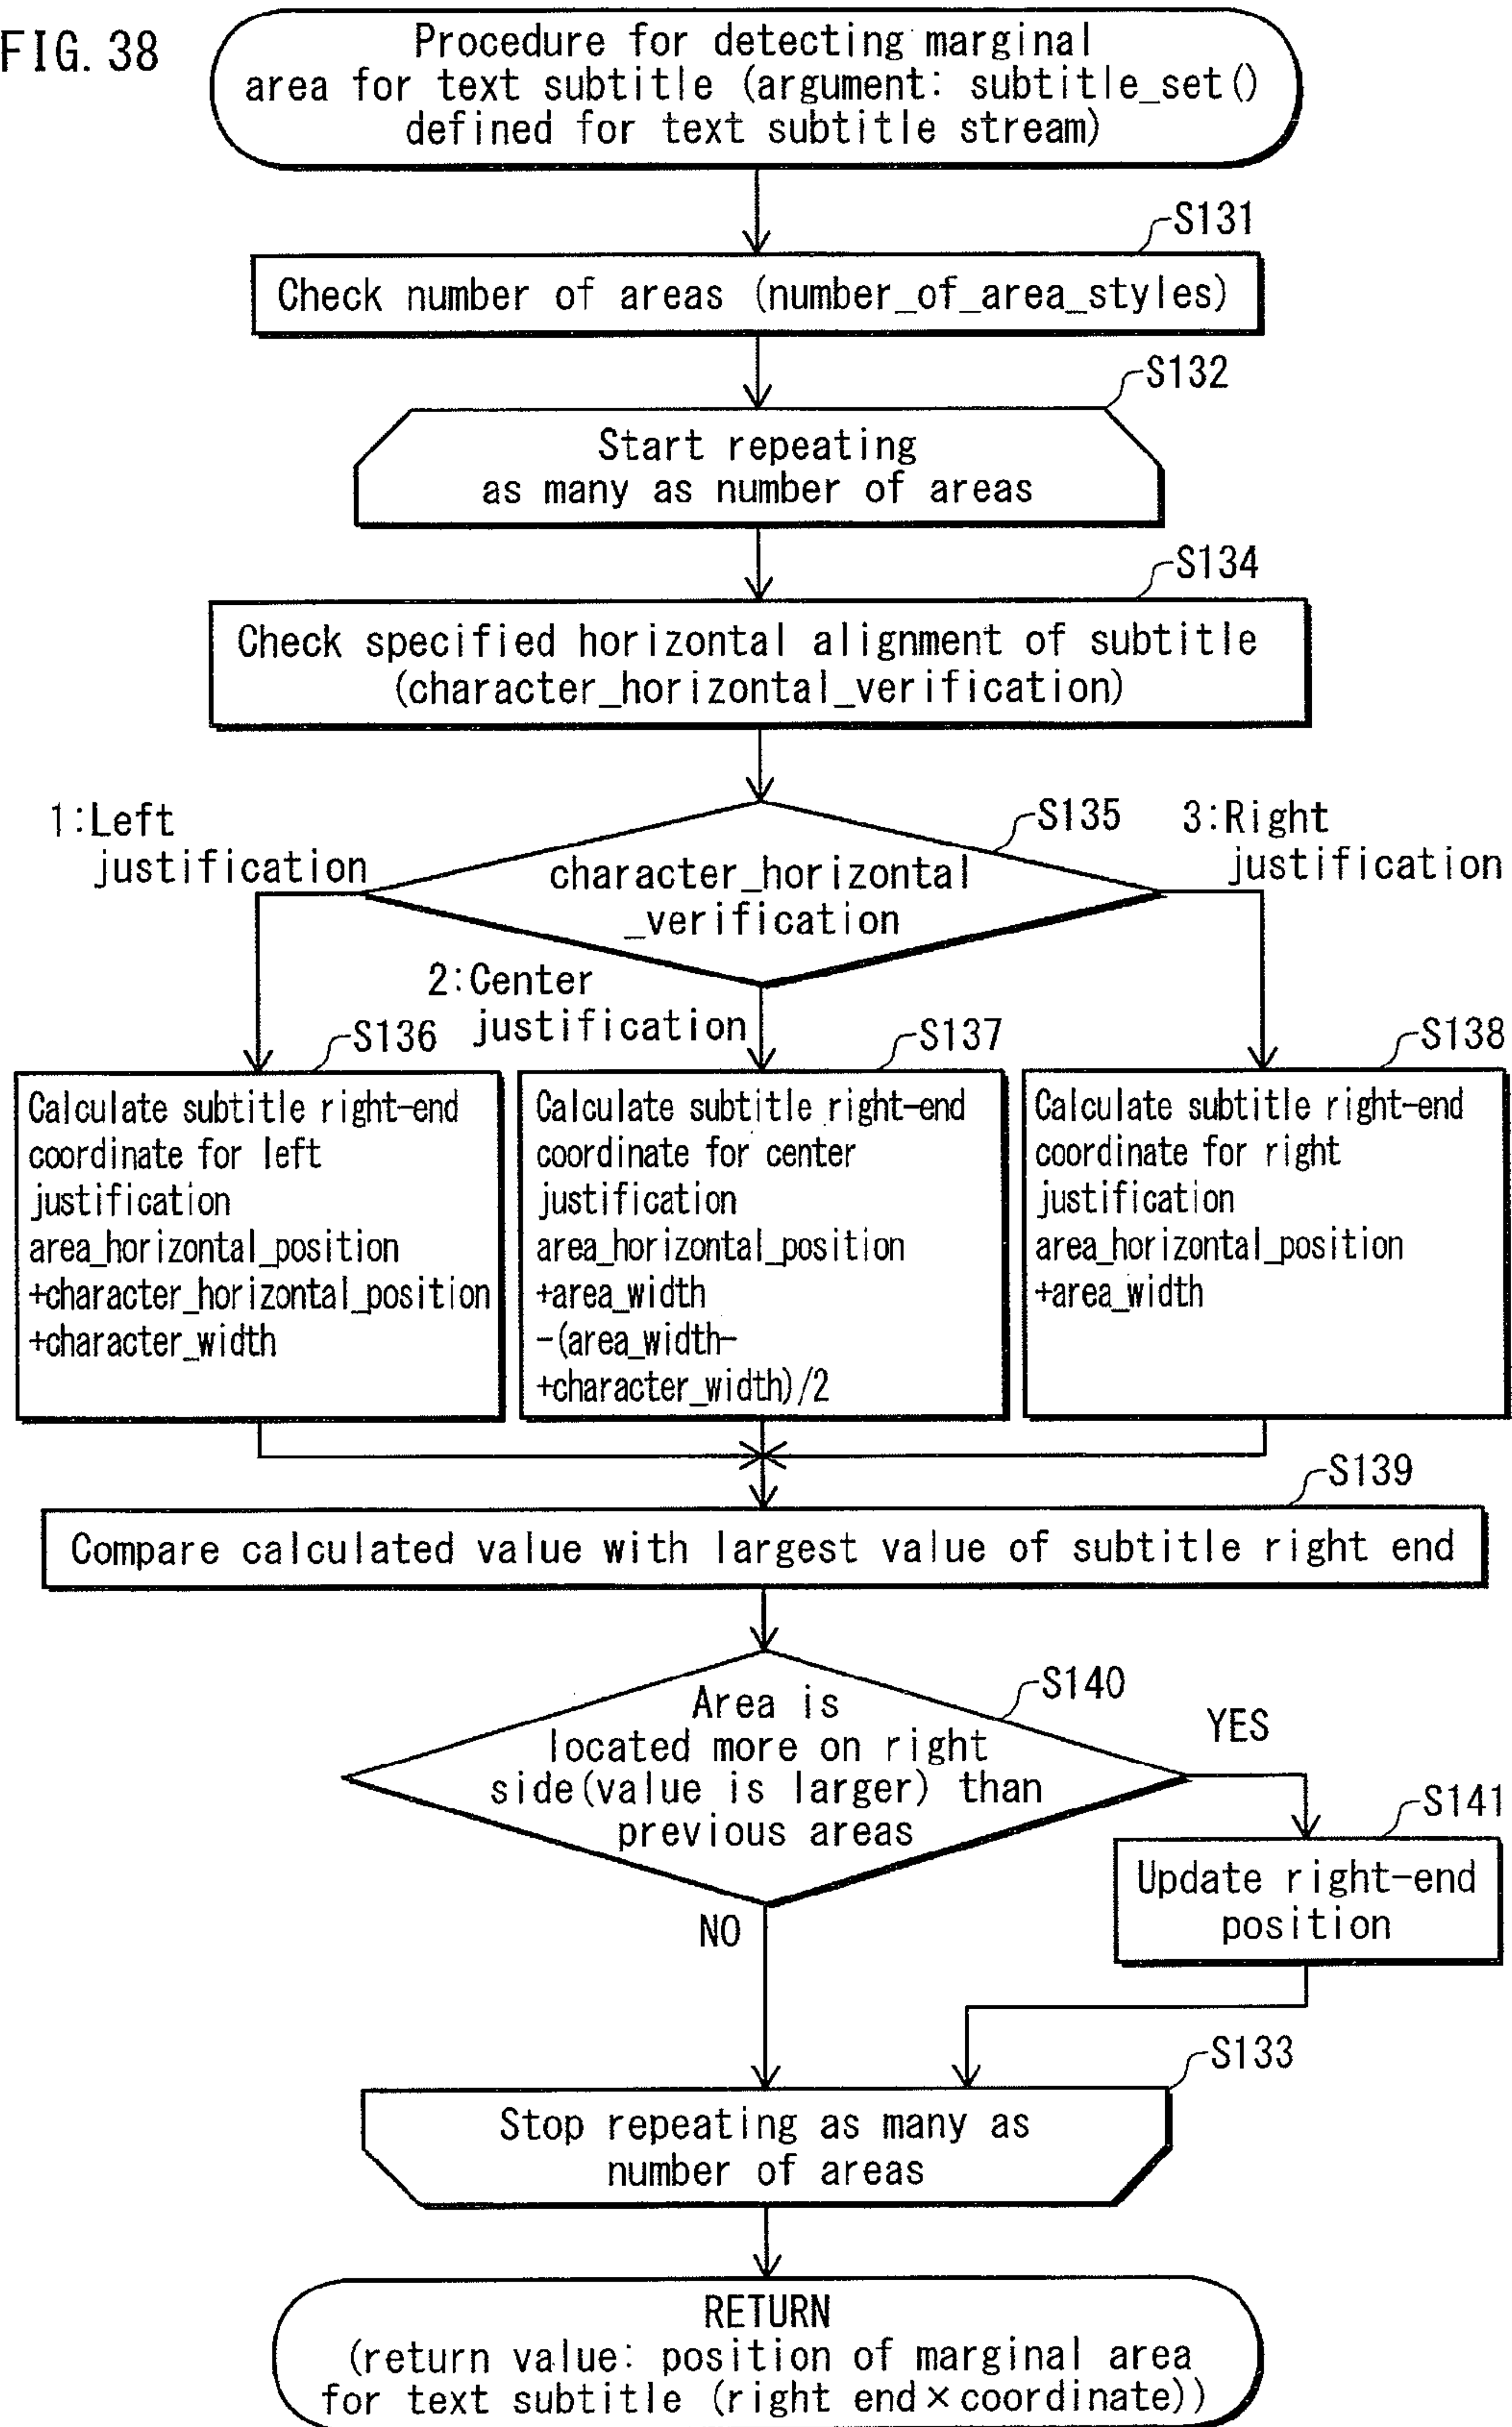 FIG. 38
Procedure for detecting marginal
area for text subtitle (argument: subtitle_set()
defined for text subtitle stream)
S131
Check number of areas (number_of_area_styles)
S132
Start repeating
as many as number of areas
S134
Check specified horizontal alignment of subtitle
(character_horizontal_verification)
S135
1:Left
justification
3:Right
justification
character_horizontal
_verification
2:Center
justification
S136
S137
S138
Calculate subtitle right-end
coordinate for left
justification
area_horizontal_position
+character_horizontal_position
+character_width
Calculate subtitle right-end
coordinate for center
justification
area_horizontal_position
+area_width
-(area_width-
+character_width)/2
Calculate subtitle right-end
coordinate for right
justification
area_horizontal_position
+area_width
S139
Compare calculated value with largest value of subtitle right end
S140
Area is
located more on right
side(value is larger) than
previous areas
YES
S141
Update right-end
position
NO
S133
Stop repeating as many as
number of areas
RETURN
(return value: position of marginal area
for text subtitle (right end×coordinate))